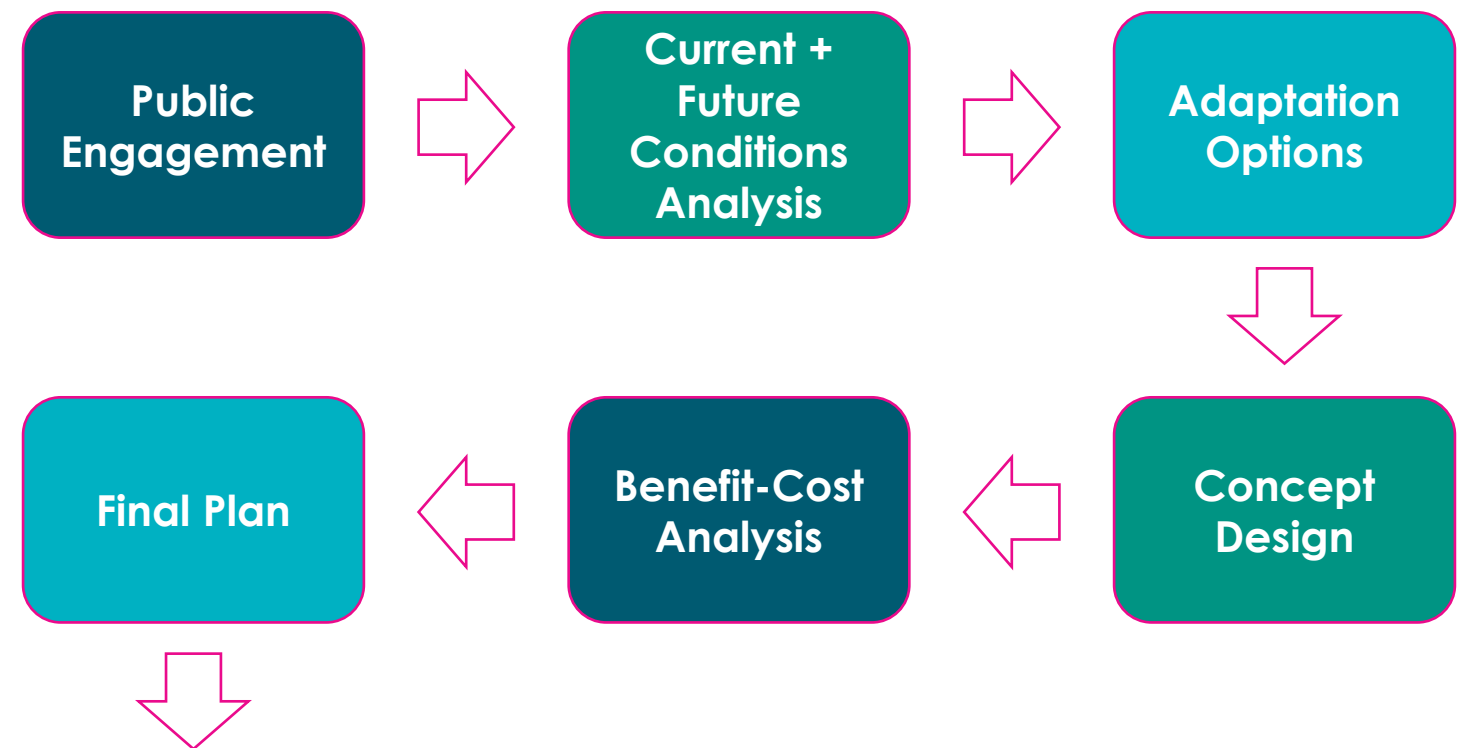 Public
Engagement
Current +
Future
Conditions
Analysis
Adaptation
Options
Concept
Design
Benefit-Cost
Analysis
Final Plan